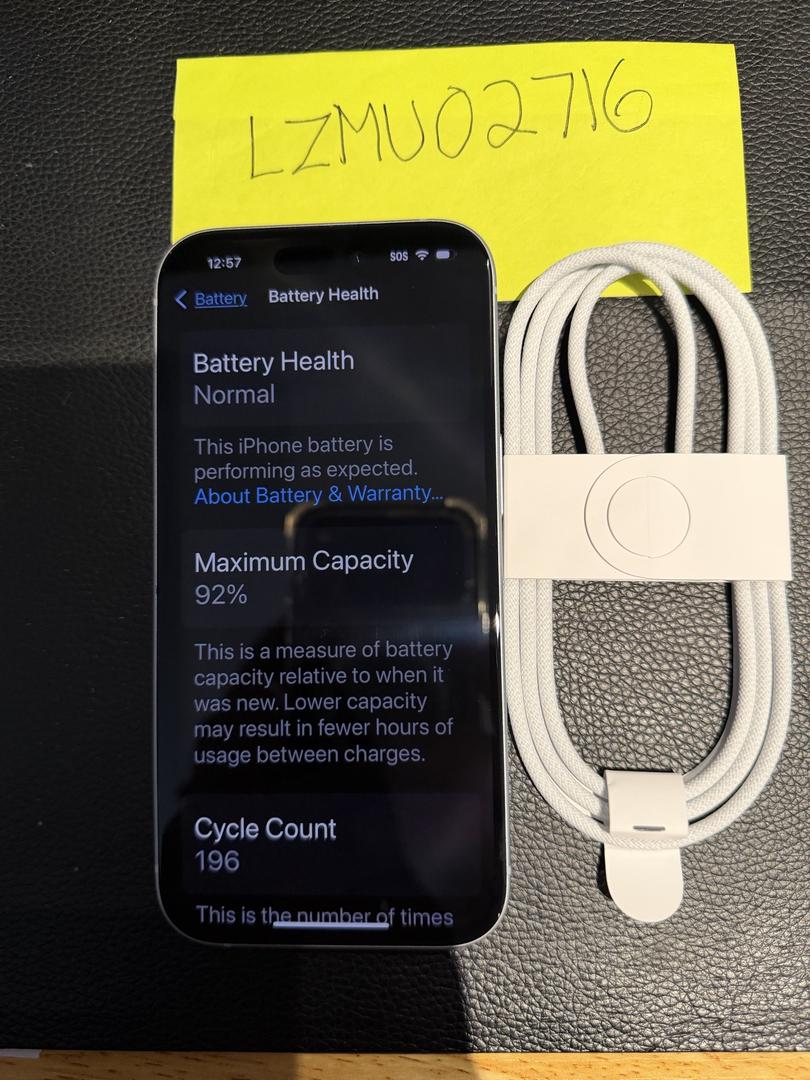 LZMU02716
12:57
SOS
Battery Battery Health
Battery Health
Normal
This iPhone battery is
performing as expected.
About Battery & Warranty...
Maximum Capacity
92%
This is a measure of battery
capacity relative to when it
was new. Lower capacity
may result in fewer hours of
usage between charges.
Cycle Count
196
This is the number of times